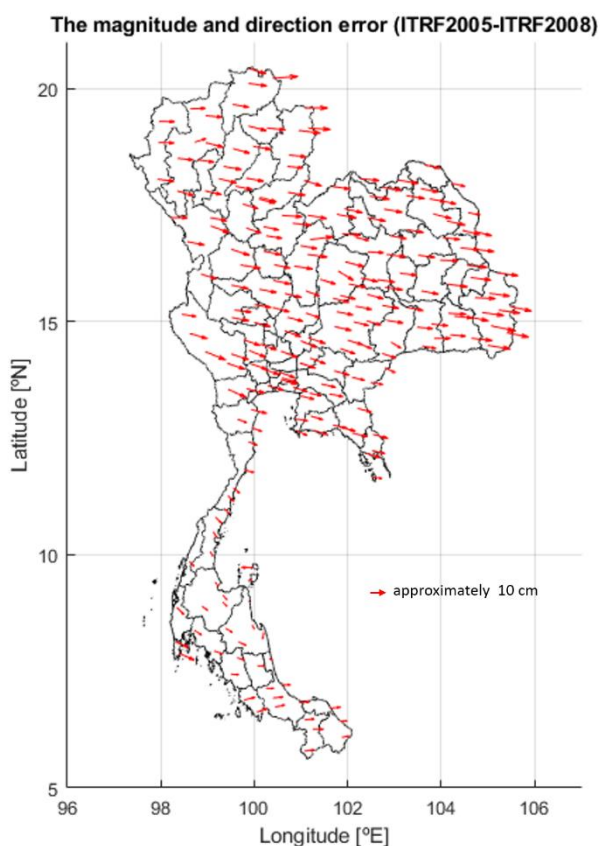 The magnitude and direction error (ITRF2005-ITRF2008)
20
15
Latitude [ºN]
10
approximately 10 cm
5
96 98 100 102 104 106
Longitude [ºE]